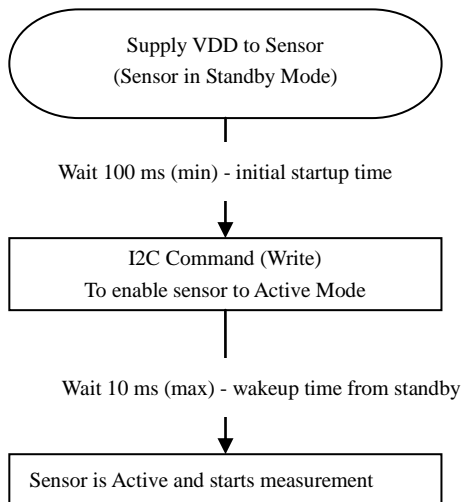 Supply VDD to Sensor
(Sensor in Standby Mode)
Wait 100 ms (min) - initial startup time
I2C Command (Write)
To enable sensor to Active Mode
Wait 10 ms (max) - wakeup time from standby
Sensor is Active and starts measurement